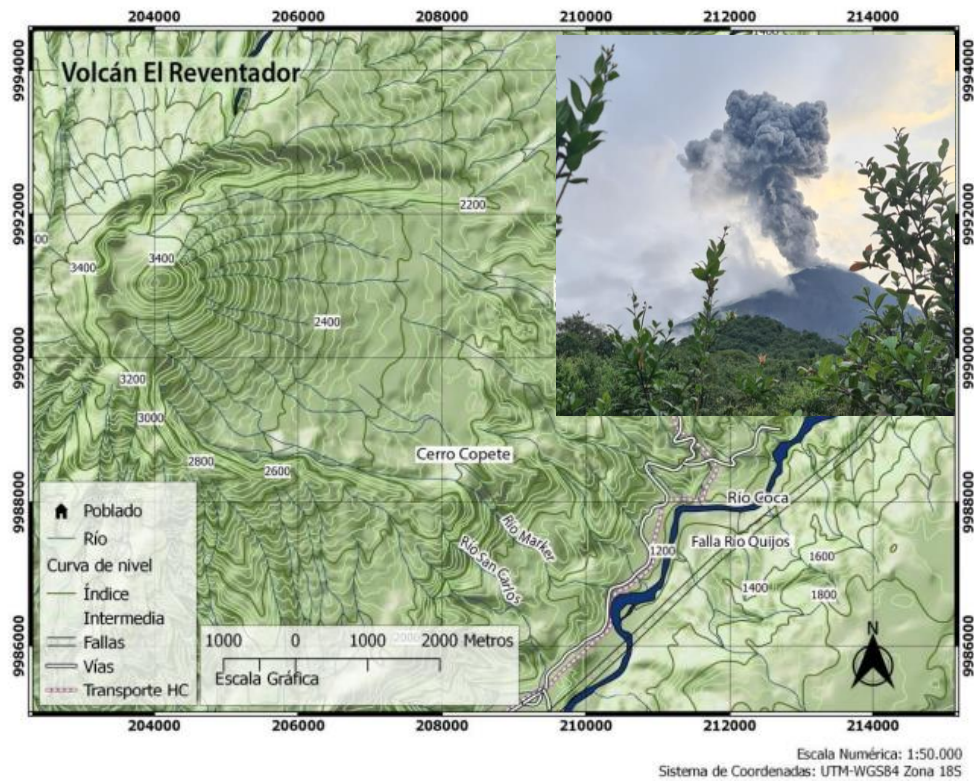 204000 206000 208000 210000 212000 214000
9994000
9994000
Volcán El Reventador
9992000
9992000
2200
3400
3400
2400
9990000
9990000
3200
3000
2800
2600
Cerro Copete
9988000
9988000
Río Coca
Río Marker
Río San Carlos
Falla Rio Quijos
1200
1600
1400
1800
Poblado
Río
Curva de nivel
Índice
Intermedia
Fallas
Vías
Transporte HC
1000 0 1000 2000 Metros
Escala Gráfica
N
9986000
9986000
204000 206000 208000 210000 212000 214000
Escala Numérica: 1:50.000
Sistema de Coordenadas: UTM-WGS84 Zona 18S